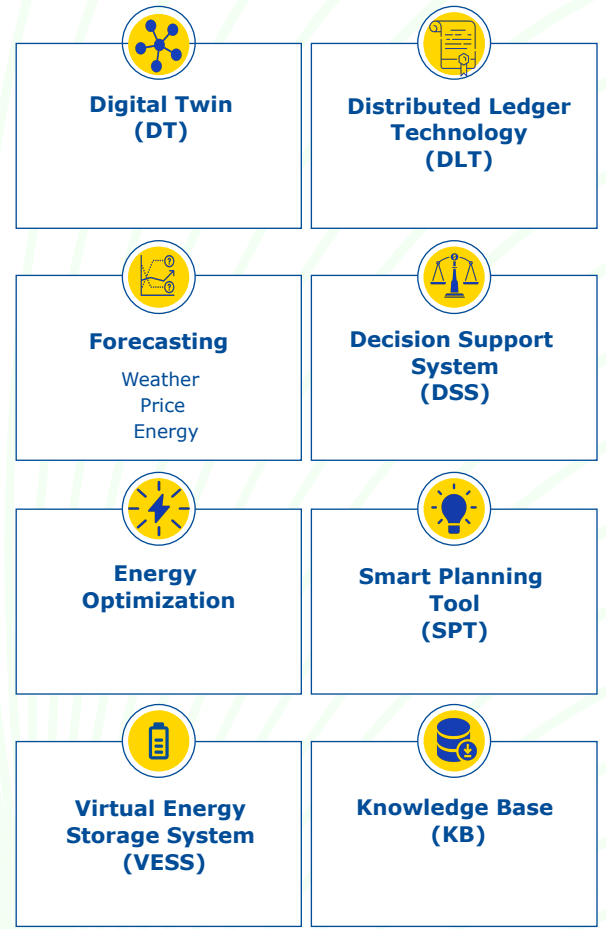 Digital Twin
(DT)
Distributed Ledger
Technology
(DLT)
Forecasting
Weather
Price
Energy
Decision Support
System
(DSS)
Energy
Optimization
Smart Planning
Tool
(SPT)
Virtual Energy
Storage System
(VESS)
Knowledge Base
(KB)